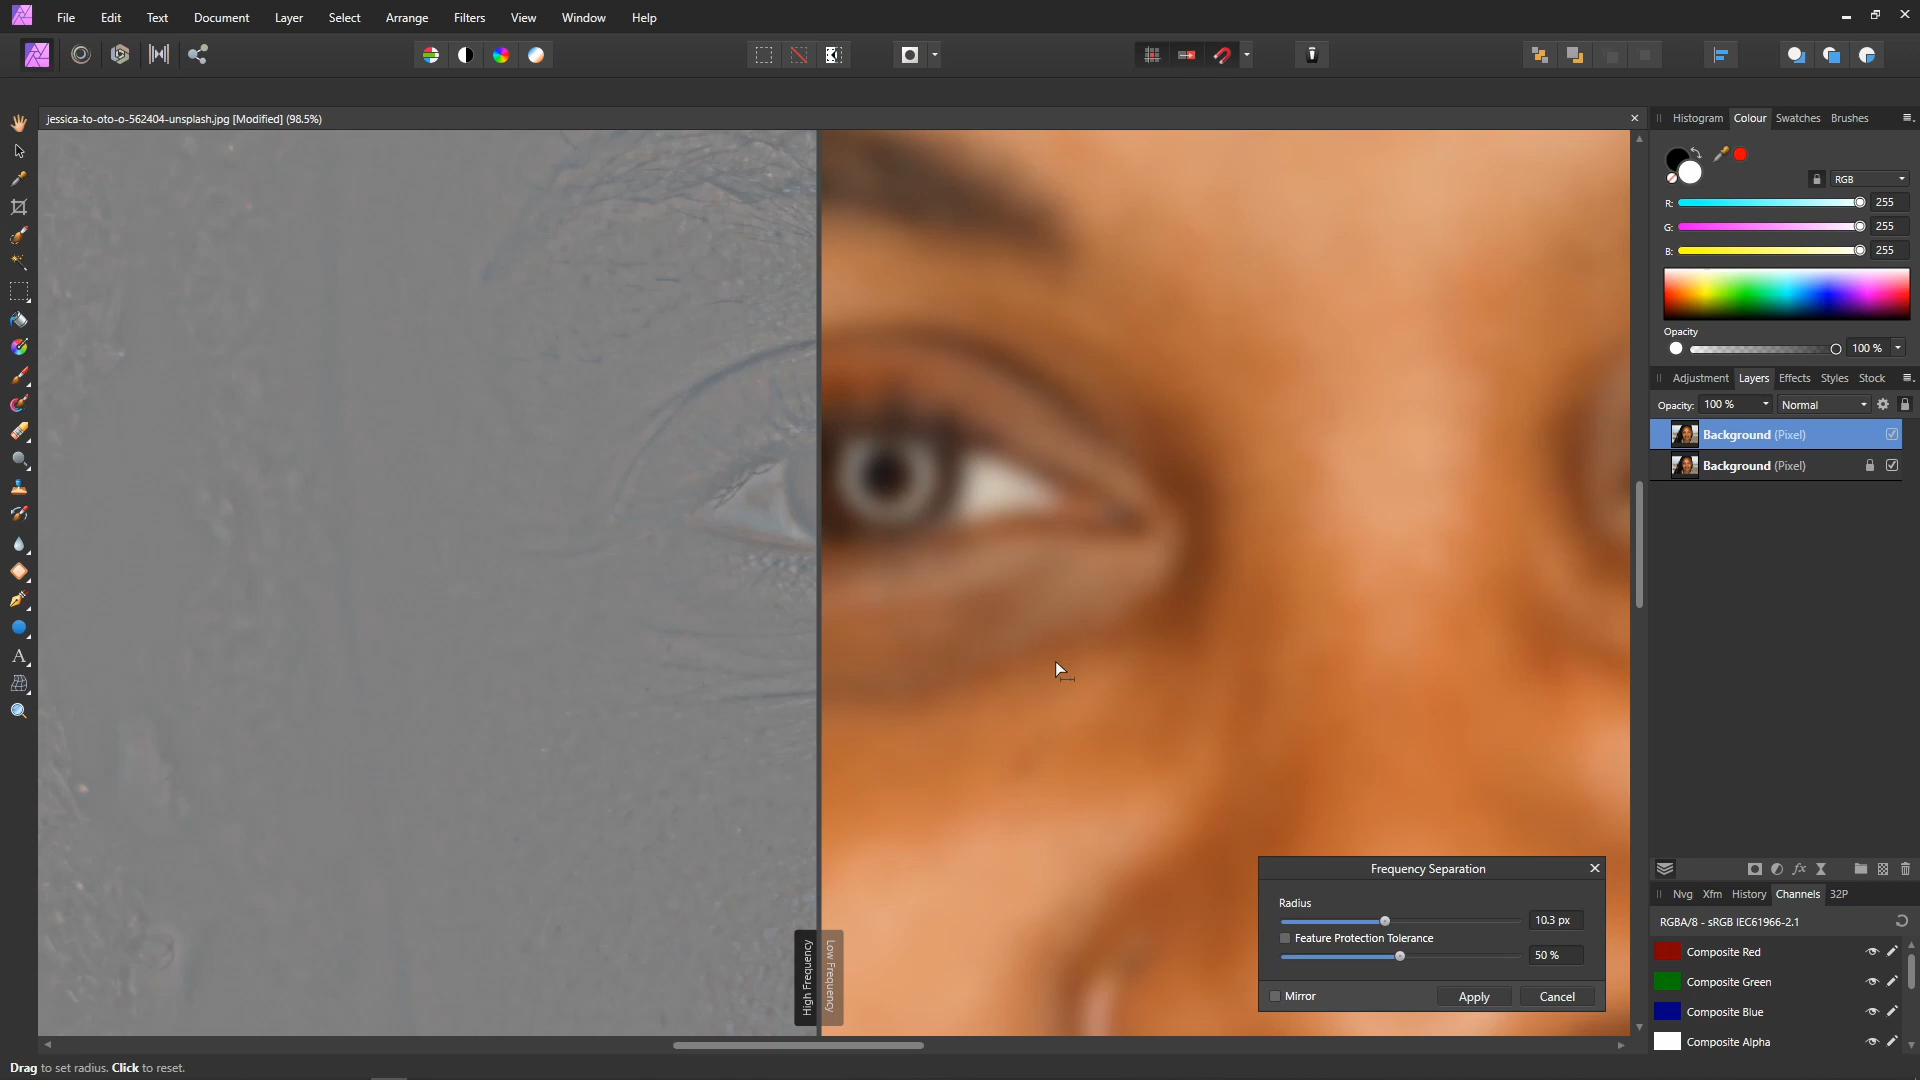 File Edit Text Document Layer Select Arrange Filters View Window Help
jessica-to-oto-o-562404-unsplash.jpg [Modified] (98.5%)
Histogram Colour Swatches Brushes
RGB
R: 255
G: 255
B: 255
Opacity
100 %
Adjustment Layers Effects Styles Stock
Opacity: 100 % Normal
Background (Pixel)
Background (Pixel)
High Frequency
Low Frequency
Frequency Separation
Radius
10.3 px
Feature Protection Tolerance
50 %
Mirror Apply Cancel
Nvg Xfm History Channels 32P
RGBA/8 - sRGB IEC61966-2.1
Composite Red
Composite Green
Composite Blue
Composite Alpha
Drag to set radius. Click to reset.